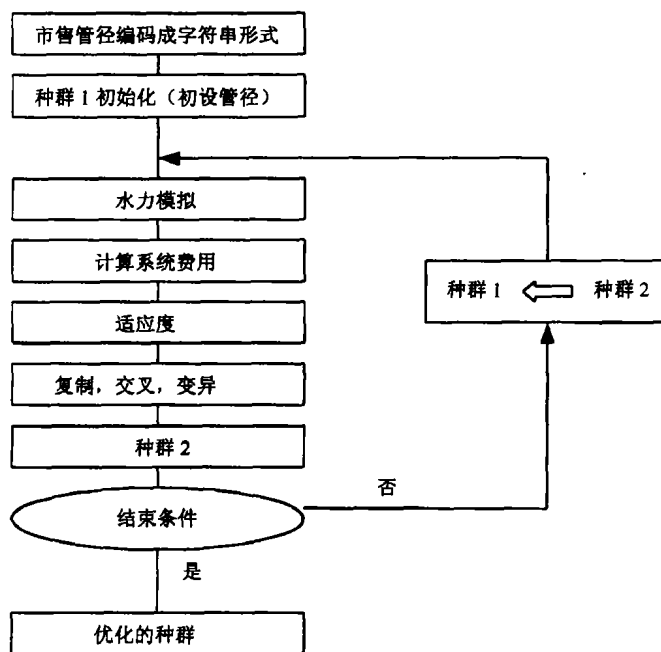 市售管径编码成字符串形式
种群 1 初始化（初设管径）
水力模拟
计算系统费用
适应度
复制，交叉，变异
种群 2
结束条件
否
是
优化的种群
种群 1 种群 2